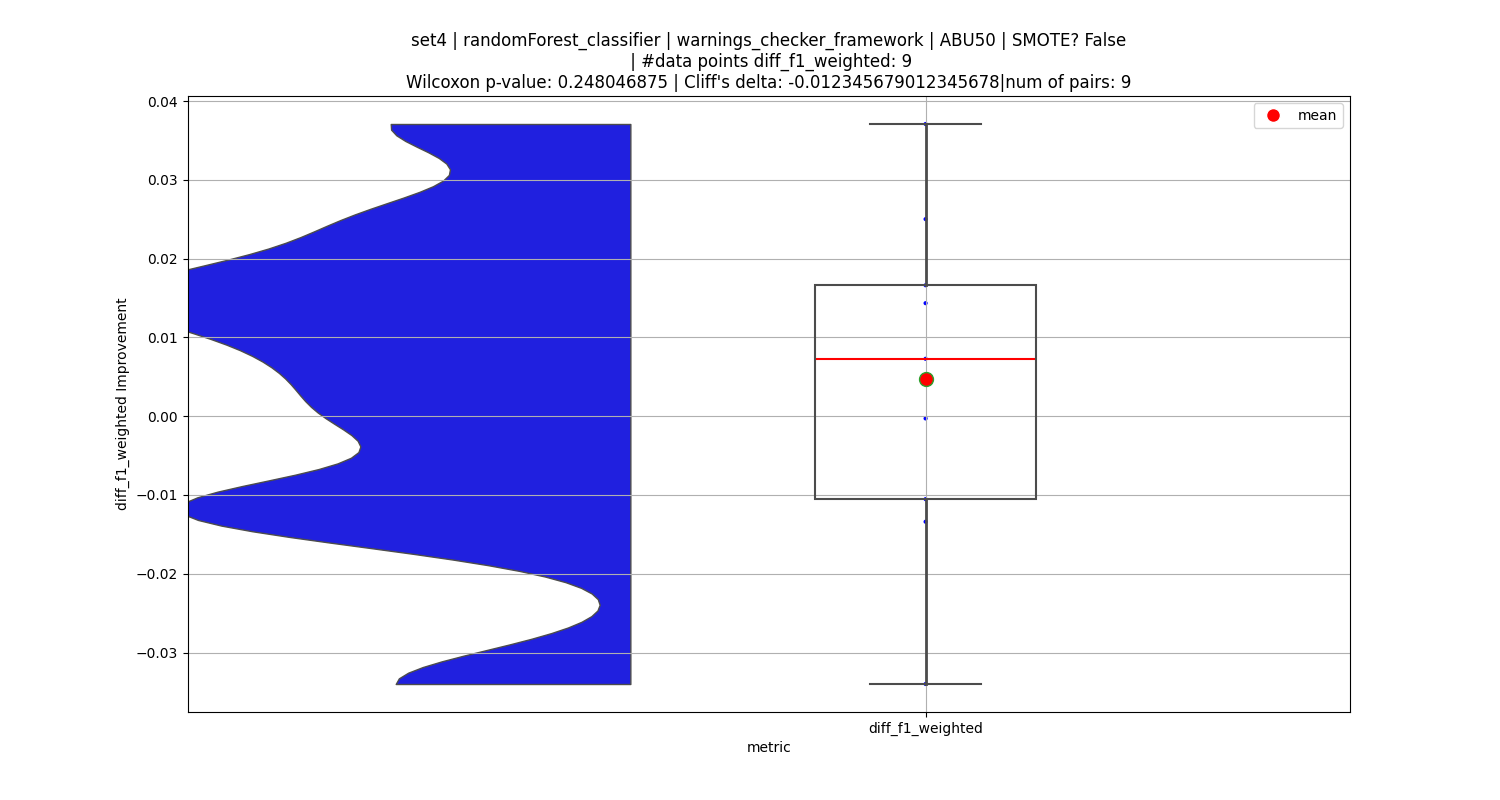 set4 | randomForest_classifier | warnings_checker_framework | ABU50 | SMOTE? False
| #data points diff_f1_weighted: 9
Wilcoxon p-value: 0.248046875 | Cliff's delta: -0.012345679012345678|num of pairs: 9
mean
0.04
0.03
0.02
0.01
0.00
−0.01
−0.02
−0.03
diff_f1_weighted Improvement
diff_f1_weighted
metric